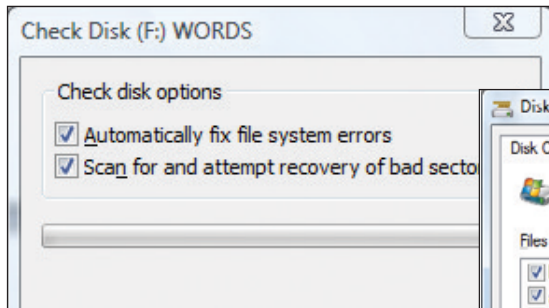 Check Disk (F:) WORDS
Check disk options
Automatically fix file system errors
Scan for and attempt recovery of bad secto
Disk
Disk C
Files